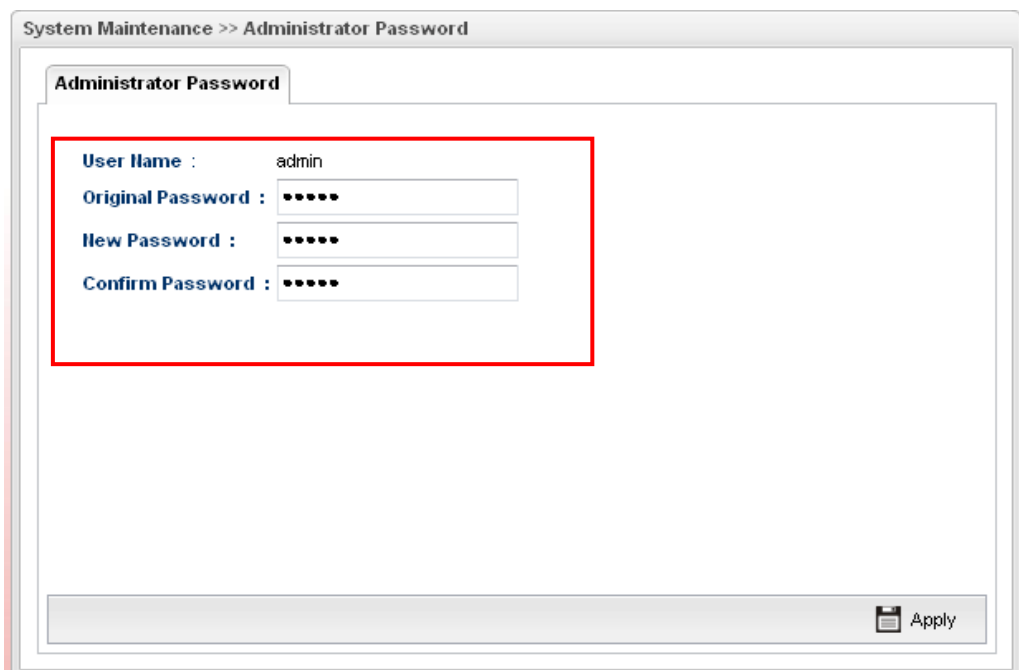 System Maintenance >> Administrator Password
Administrator Password
User Name : admin
Original Password : •••••
New Password : •••••
Confirm Password : •••••
Apply